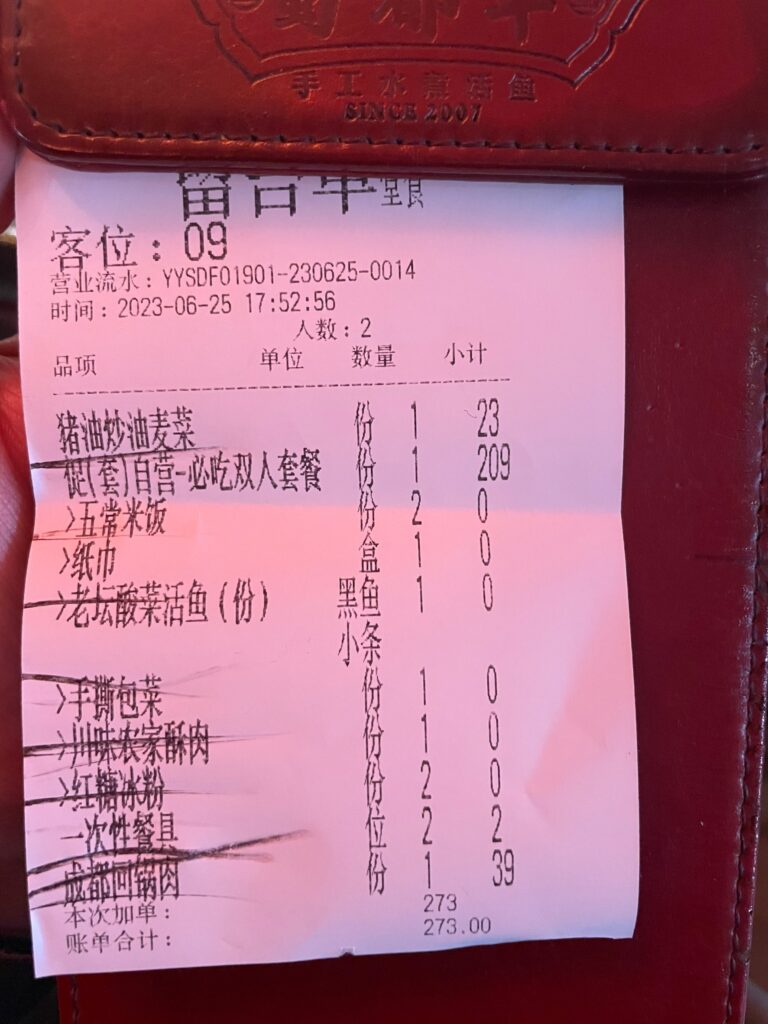 手工水煮活鱼
SINCE 2007
留台单堂食
客位：09
营业流水：YYSDF01901-230625-0014
时间：2023-06-25 17:52:56
人数：2
品项 单位 数量 小计
猪油炒油麦菜 份 1 23
促(套)自营-必吃双人套餐 份 1 209
>五常米饭 份 2 0
>纸巾 盒 1 0
>老坛酸菜活鱼(份) 黑鱼 1 0
小条
>手撕包菜 份 1 0
>川味农家酥肉 份 1 0
>红糖冰粉 份 2 0
一次性餐具 位 2 2
成都回锅肉 份 1 39
本次加单： 273
账单合计： 273.00